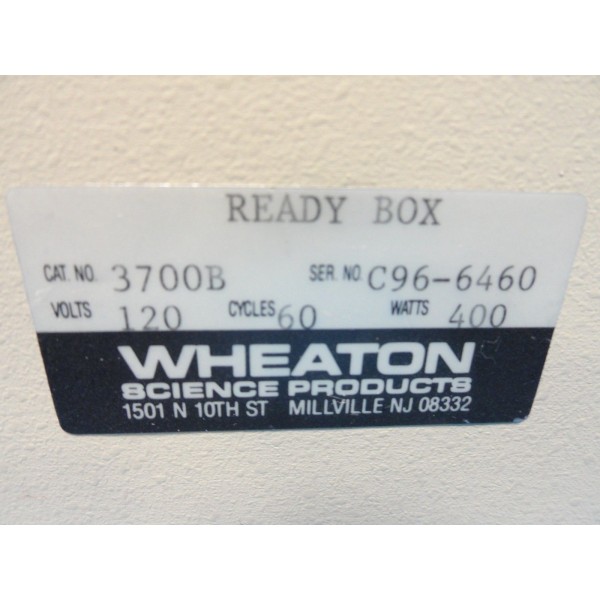 READY BOX
CAT. NO. 3700B SER. NO. C96-6460
VOLTS 120 CYCLES 60 WATTS 400
WHEATON
SCIENCE PRODUCTS
1501 N 10TH ST MILLVILLE NJ 08332